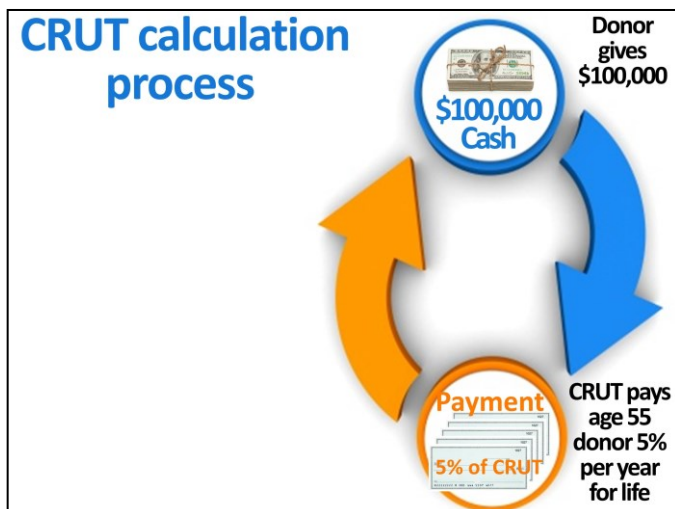 CRUT calculation
process
Donor
gives
$100,000
$100,000
Cash
Payment
5% of CRUT
CRUT pays
age 55
donor 5%
per year
for life